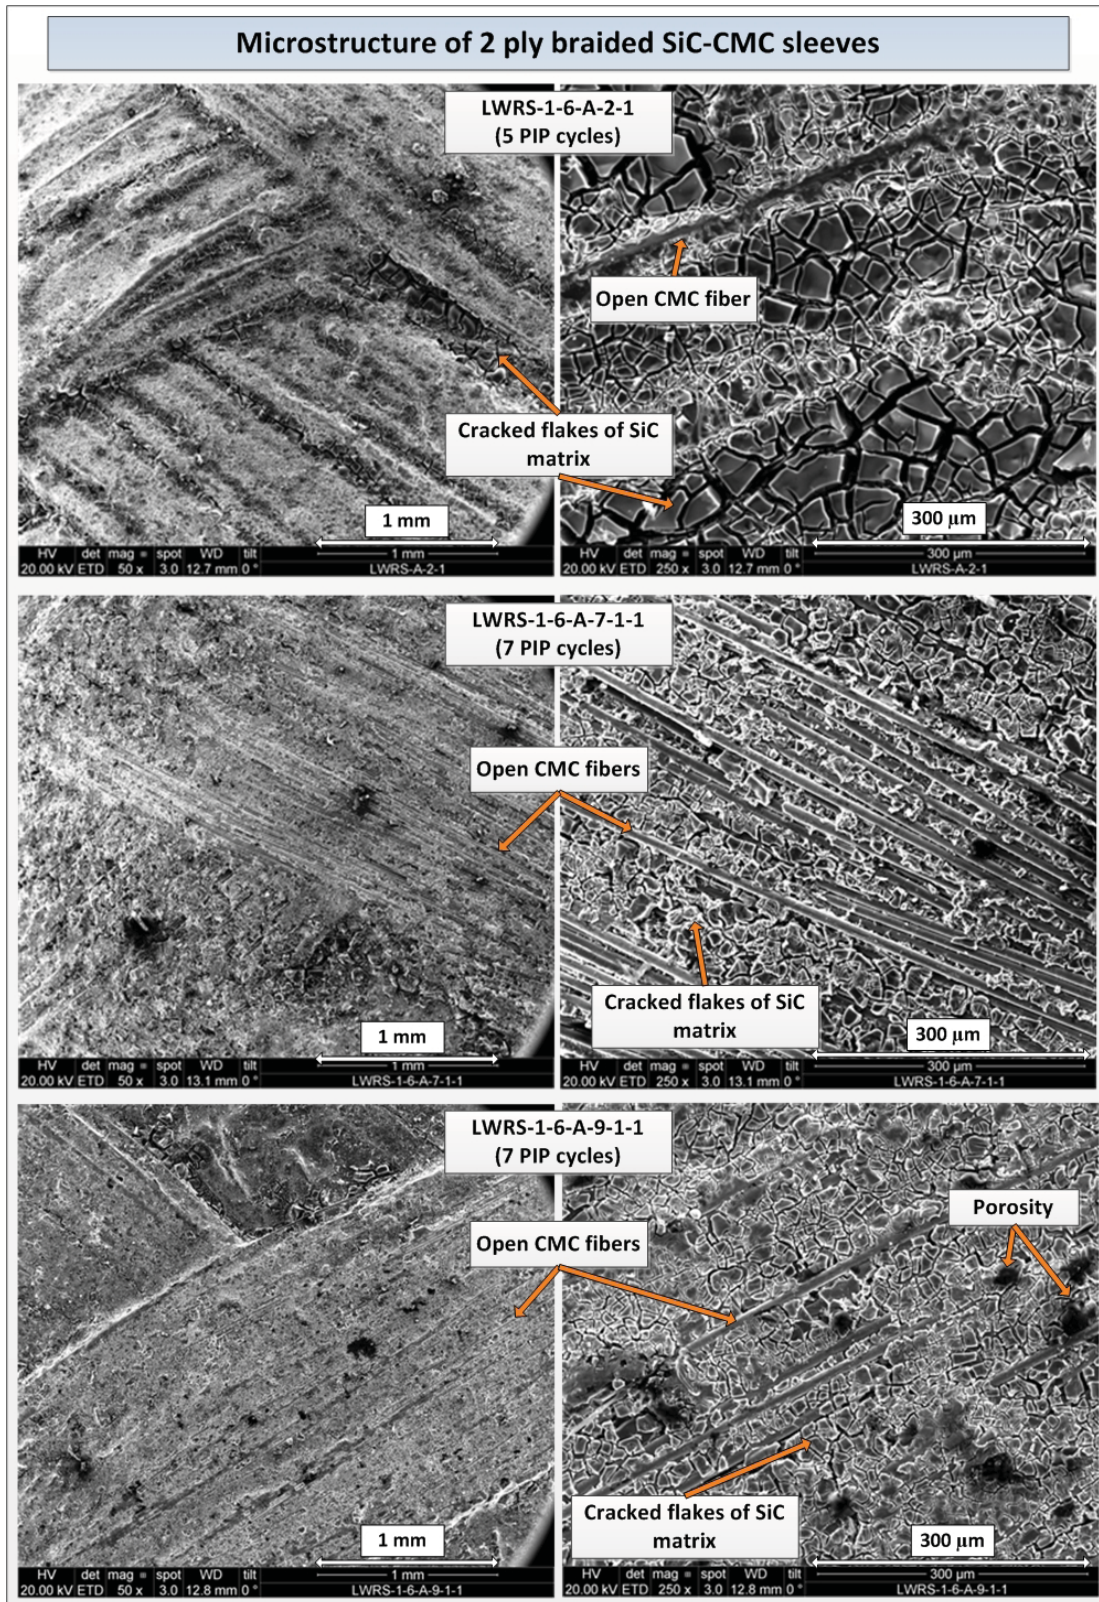 Microstructure of 2 ply braided SiC-CMC sleeves
LWRS-1-6-A-2-1
(5 PIP cycles)
Open CMC fiber
Cracked flakes of SiC
matrix
1 mm
300 µm
HV det mag ¤ spot WD tilt
20.00 kV ETD 50 x 3.0 12.7 mm 0 °
1 mm
LWRS-A-2-1
HV det mag ¤ spot WD tilt
20.00 kV ETD 250 x 3.0 12.7 mm 0 °
300 µm
LWRS-A-2-1
LWRS-1-6-A-7-1-1
(7 PIP cycles)
Open CMC fibers
Cracked flakes of SiC
matrix
1 mm
300 µm
HV det mag ¤ spot WD tilt
20.00 kV ETD 50 x 3.0 13.1 mm 0 °
1 mm
LWRS-1-6-A-7-1-1
HV det mag ¤ spot WD tilt
20.00 kV ETD 250 x 3.0 13.1 mm 0 °
300 µm
LWRS-1-6-A-7-1-1
LWRS-1-6-A-9-1-1
(7 PIP cycles)
Open CMC fibers
Porosity
Cracked flakes of SiC
matrix
1 mm
300 µm
HV det mag ¤ spot WD tilt
20.00 kV ETD 50 x 3.0 12.8 mm 0 °
1 mm
LWRS-1-6-A-9-1-1
HV det mag ¤ spot WD tilt
20.00 kV ETD 250 x 3.0 12.8 mm 0 °
300 µm
LWRS-1-6-A-9-1-1